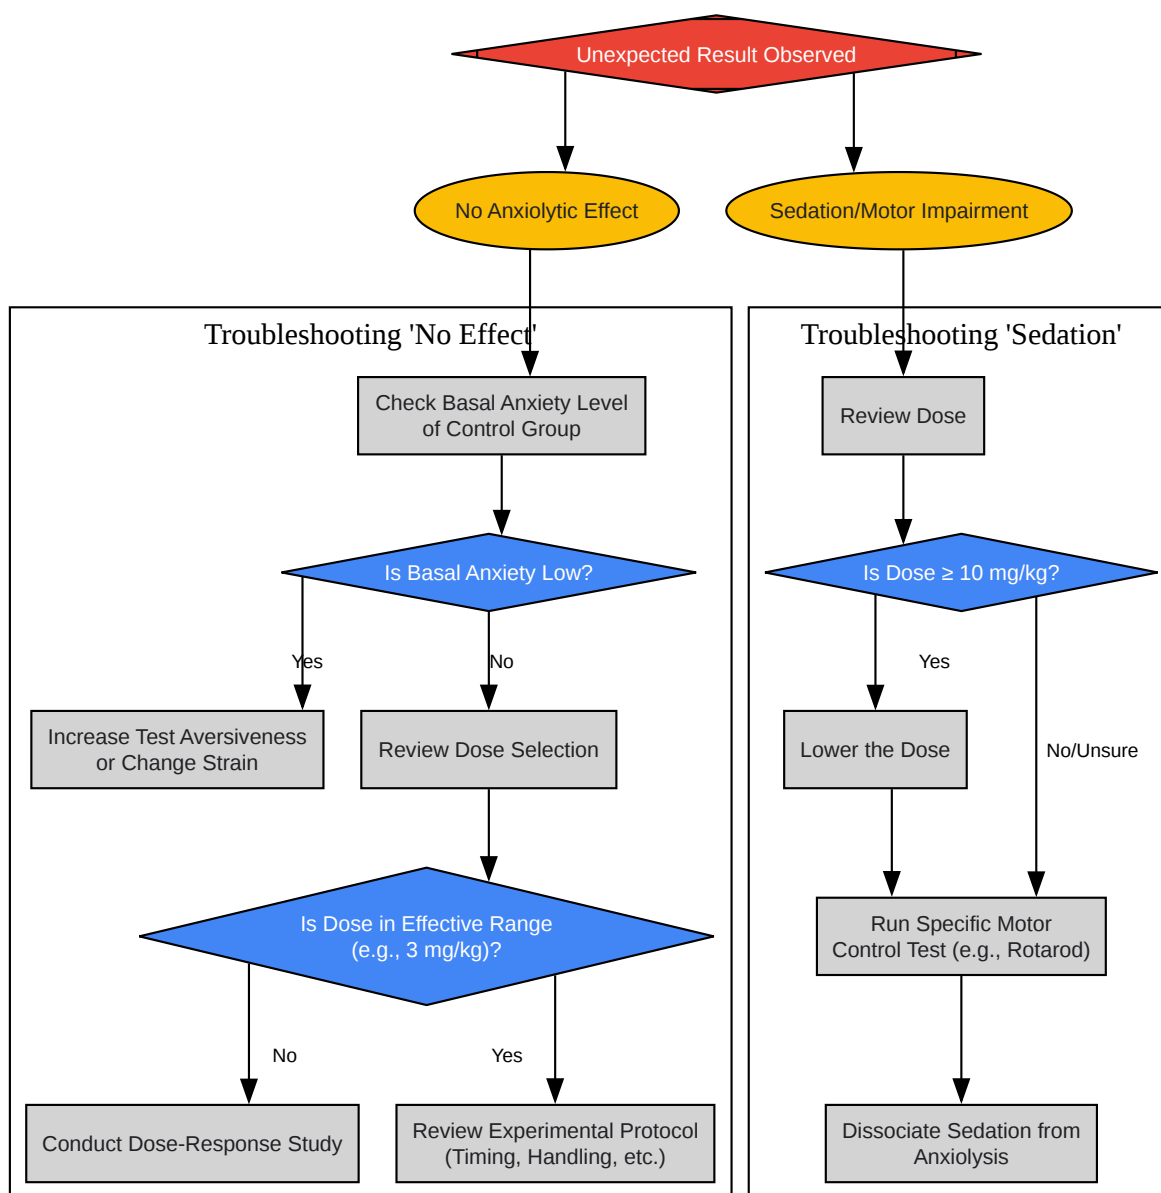 Unexpected Result Observed
No Anxiolytic Effect
Sedation/Motor Impairment
Troubleshooting 'No Effect'
Troubleshooting 'Sedation'
Check Basal Anxiety Level
of Control Group
Review Dose
Is Basal Anxiety Low?
Is Dose ≥ 10 mg/kg?
Yes
No
Yes
Increase Test Aversiveness
or Change Strain
Review Dose Selection
Lower the Dose
No/Unsure
Is Dose in Effective Range
(e.g., 3 mg/kg)?
Run Specific Motor
Control Test (e.g., Rotarod)
No
Yes
Conduct Dose-Response Study
Review Experimental Protocol
(Timing, Handling, etc.)
Dissociate Sedation from
Anxiolysis